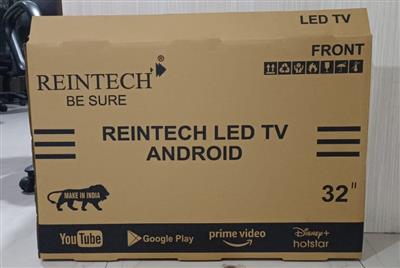 LED TV
FRONT
REINTECH
BE SURE
REINTECH LED TV
ANDROID
MAKE IN INDIA
32"
YouTube
Google Play
prime video
Disney+
hotstar